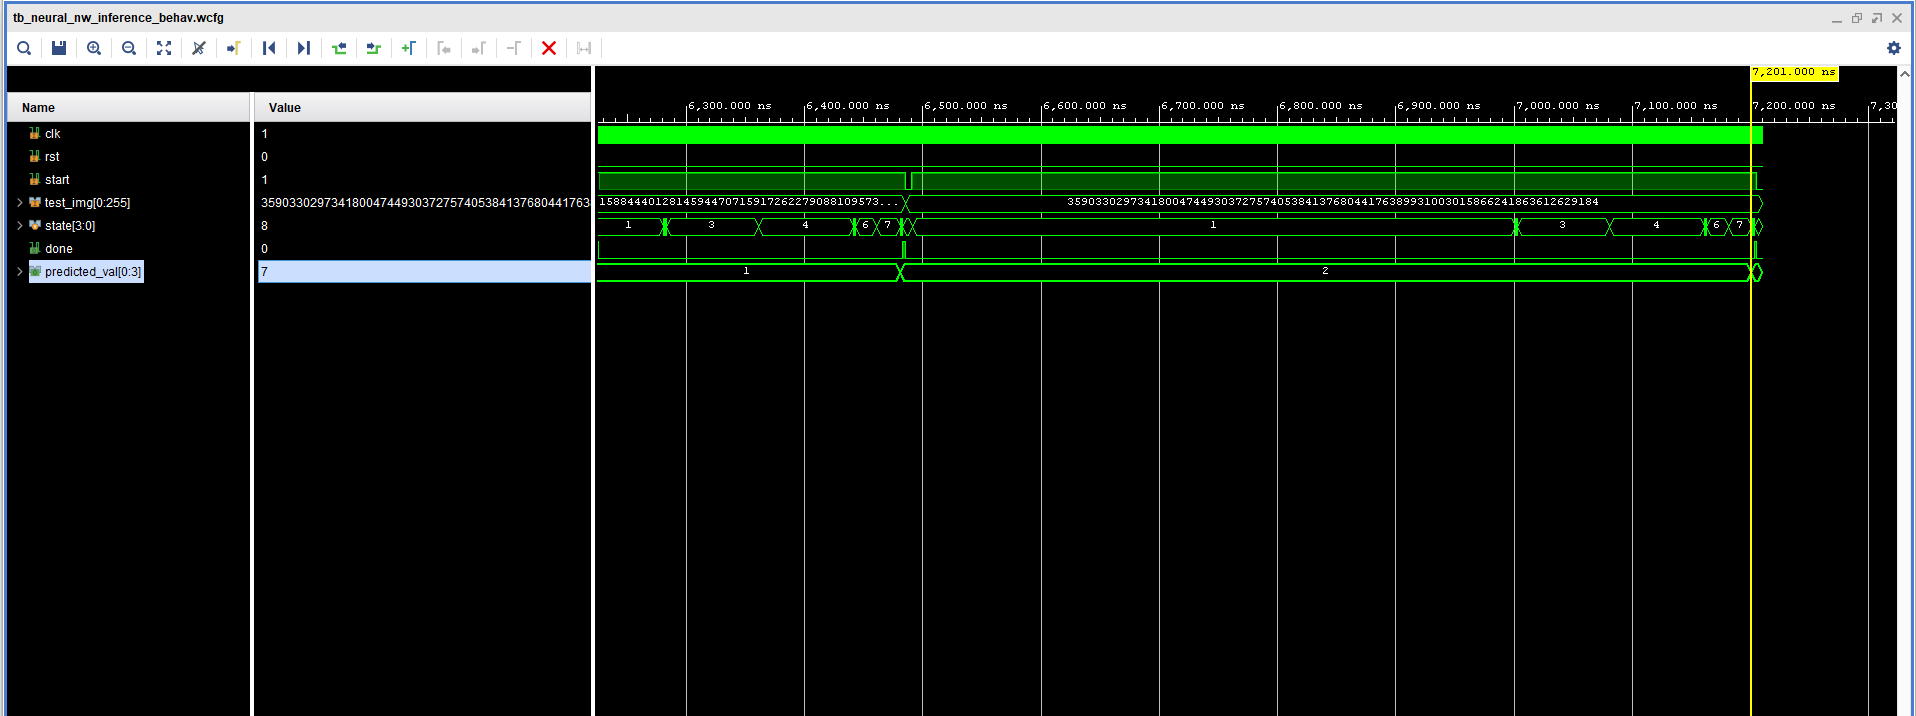 tb_neural_nw_inference_behav.wcfg
7,201.000 ns
Name Value
6,300.000 ns 6,400.000 ns 6,500.000 ns 6,600.000 ns 6,700.000 ns 6,800.000 ns 6,900.000 ns 7,000.000 ns 7,100.000 ns 7,200.000 ns 7,30
clk 1
rst 0
start 1
test_img[0:255] 35903302973418004744930372757405384137680441763 1588444012814594470715917262279088109573... 3590330297341800474493037275740538413768044176389931003015866241863612629184
state[3:0] 8 1 3 4 6 7 1 3 4 6 7
done 0
predicted_val[0:3] 7 1 2